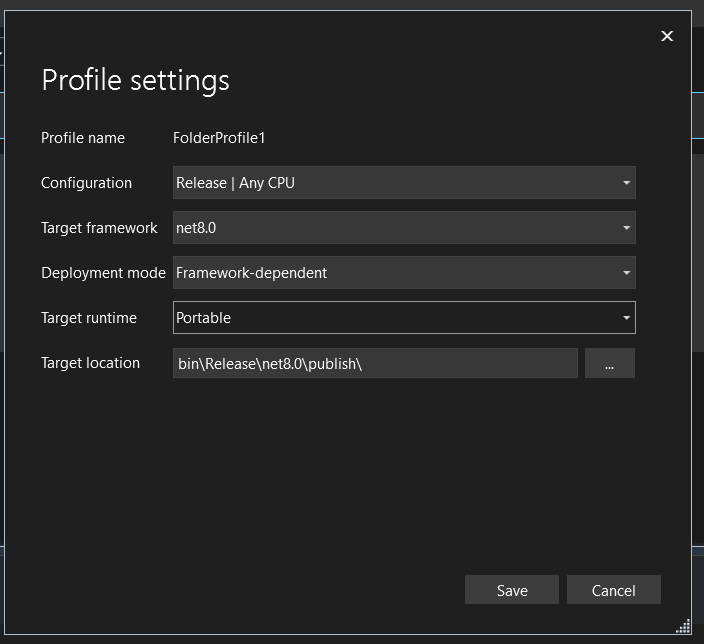 Profile settings
Profile name FolderProfile1
Configuration Release | Any CPU
Target framework net8.0
Deployment mode Framework-dependent
Target runtime Portable
Target location bin\Release\net8.0\publish\ ...
Save Cancel